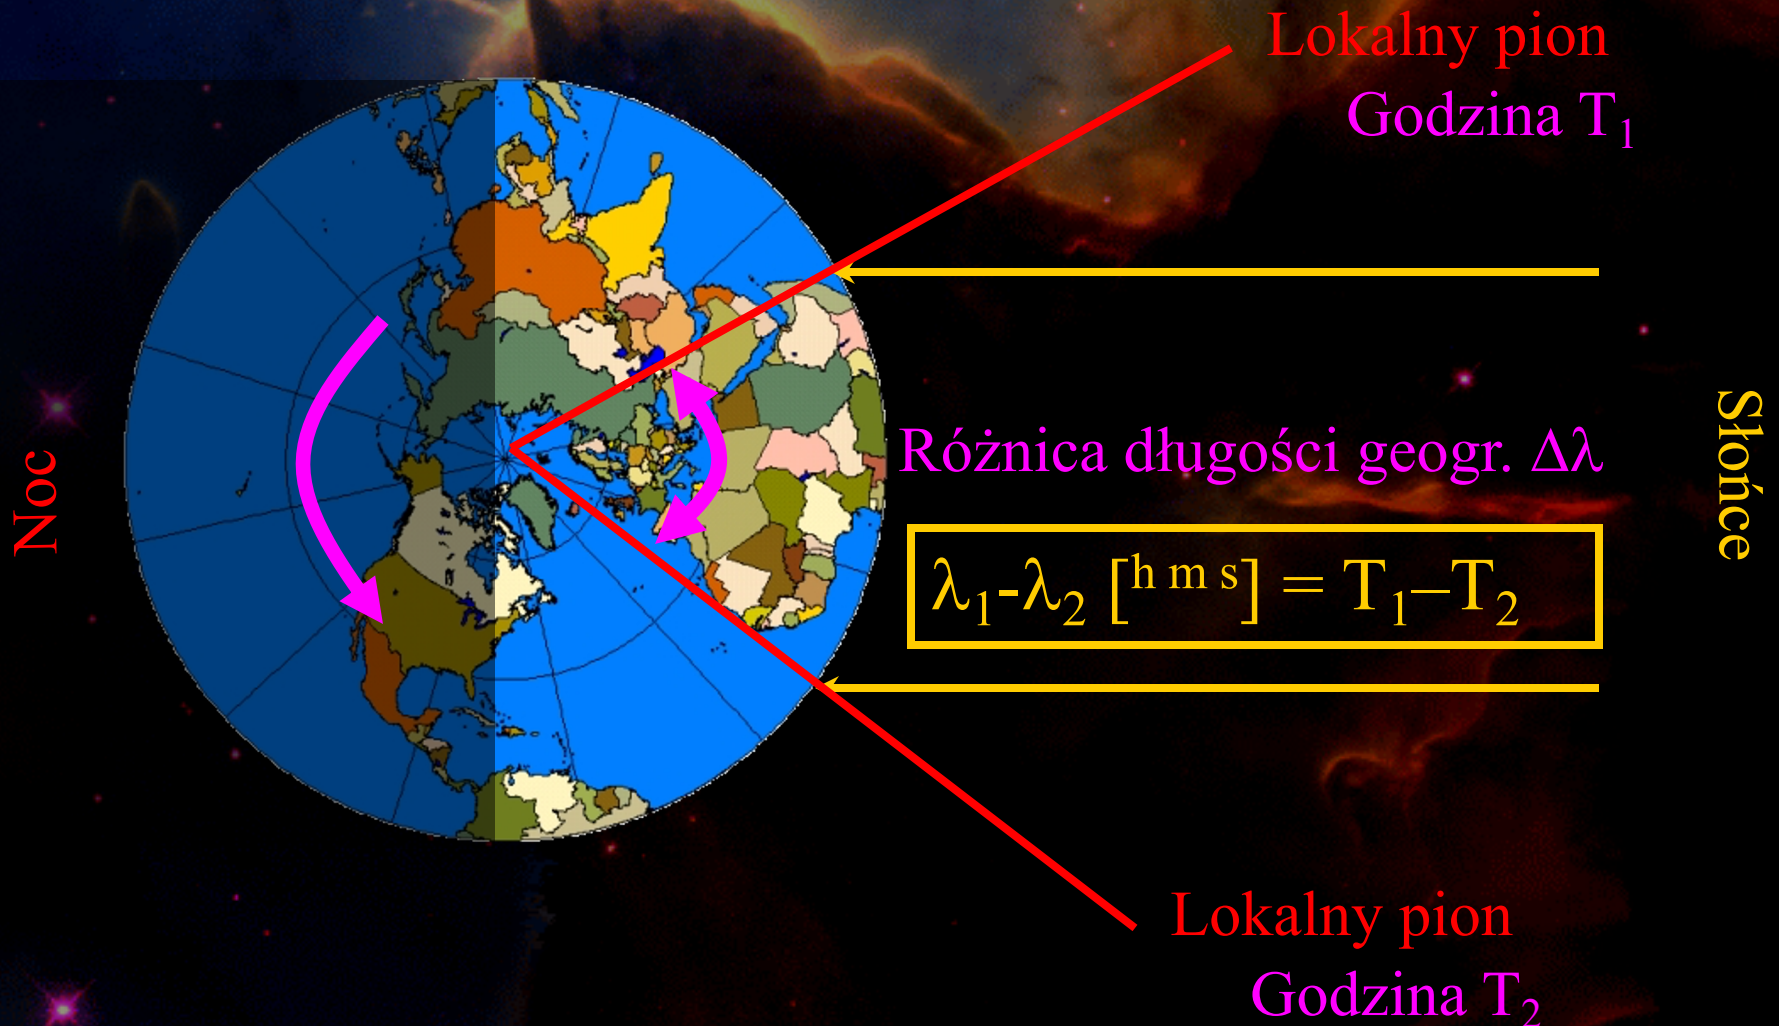 Lokalny pion
Godzina T₁
Noc
Różnica długości geogr. Δλ
Słońce
λ₁-λ₂ [ʰ ᵐ ˢ] = T₁–T₂
Lokalny pion
Godzina T₂